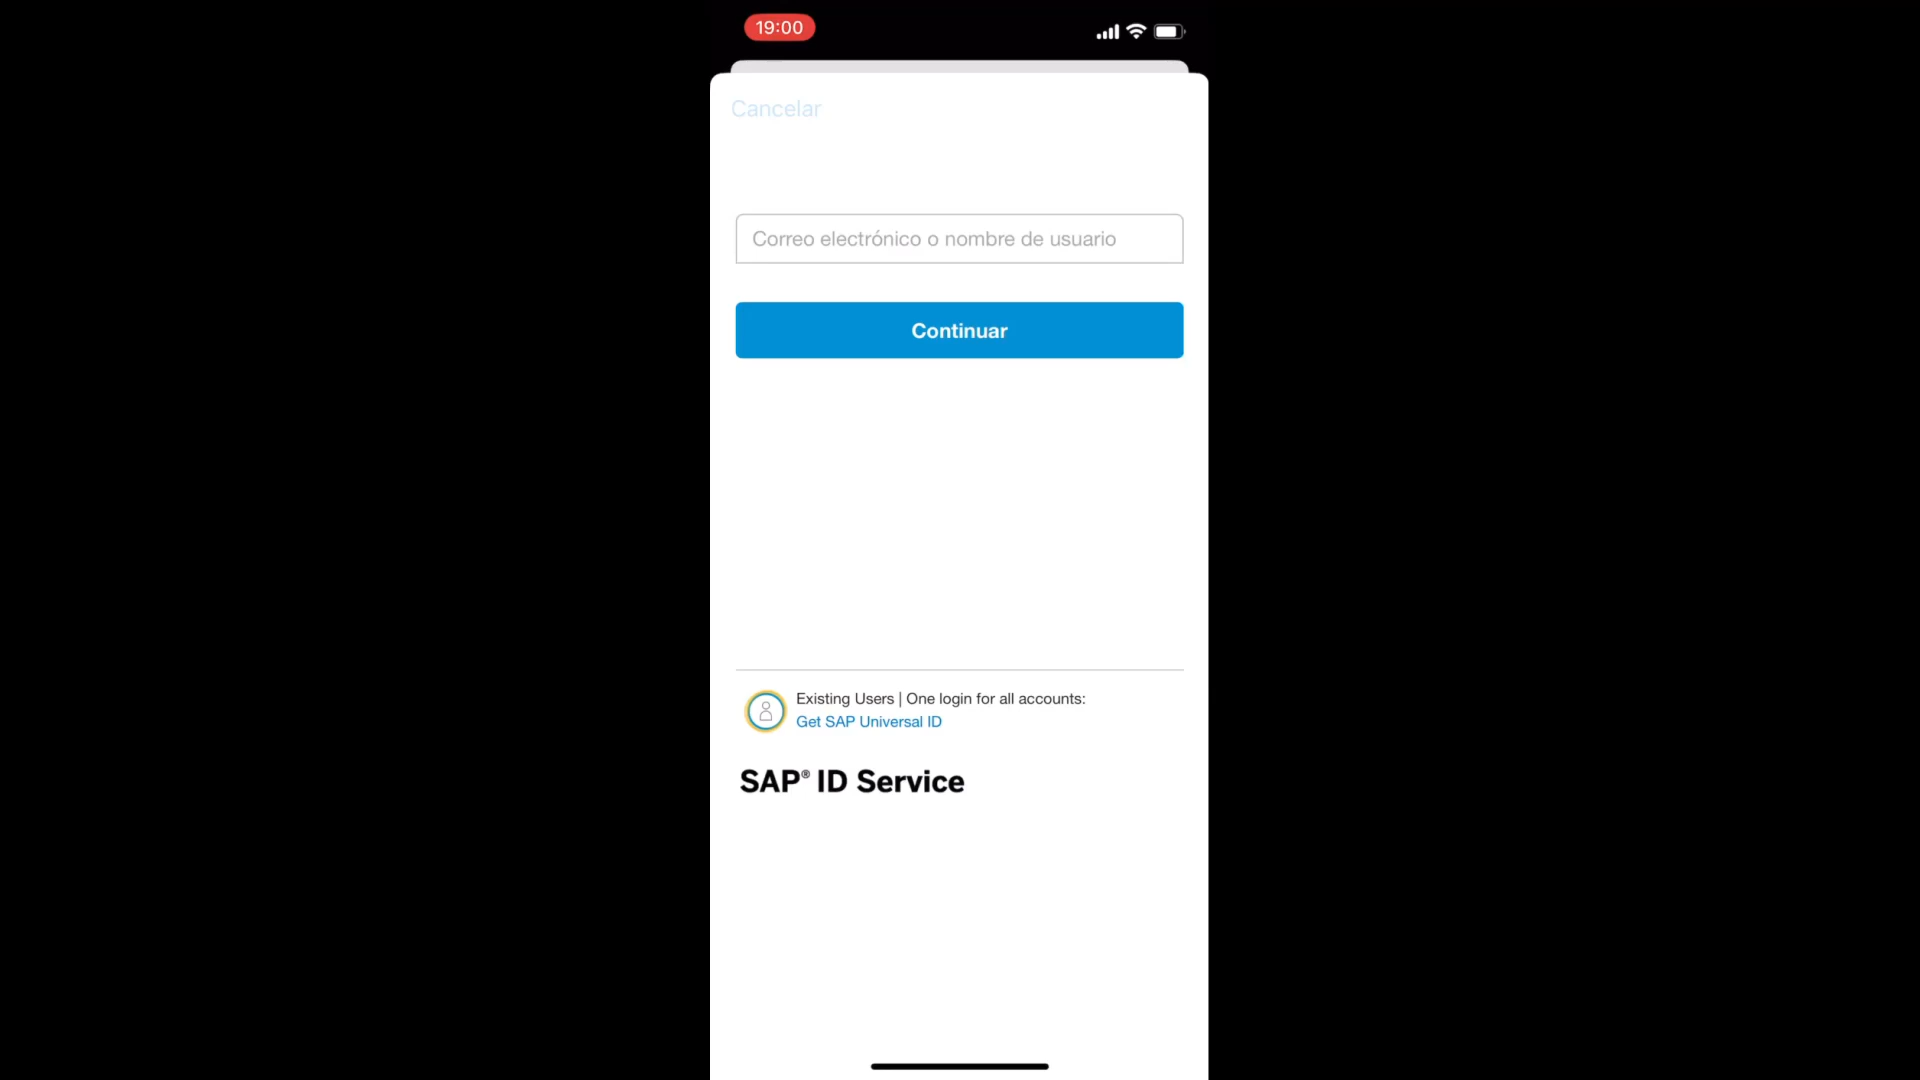 19:00
Cancelar
Correo electrónico o nombre de usuario
Continuar
Existing Users | One login for all accounts:
Get SAP Universal ID
SAP® ID Service